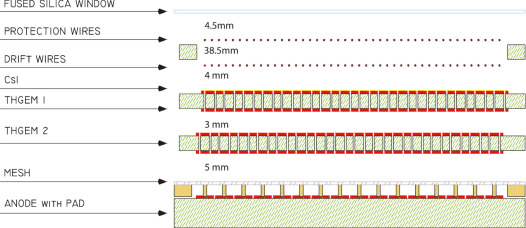 FUSED SILICA WINDOW
4.5mm
PROTECTION WIRES
38.5mm
DRIFT WIRES
4 mm
CsI
THGEM 1
3 mm
THGEM 2
5 mm
MESH
ANODE WITH PAD